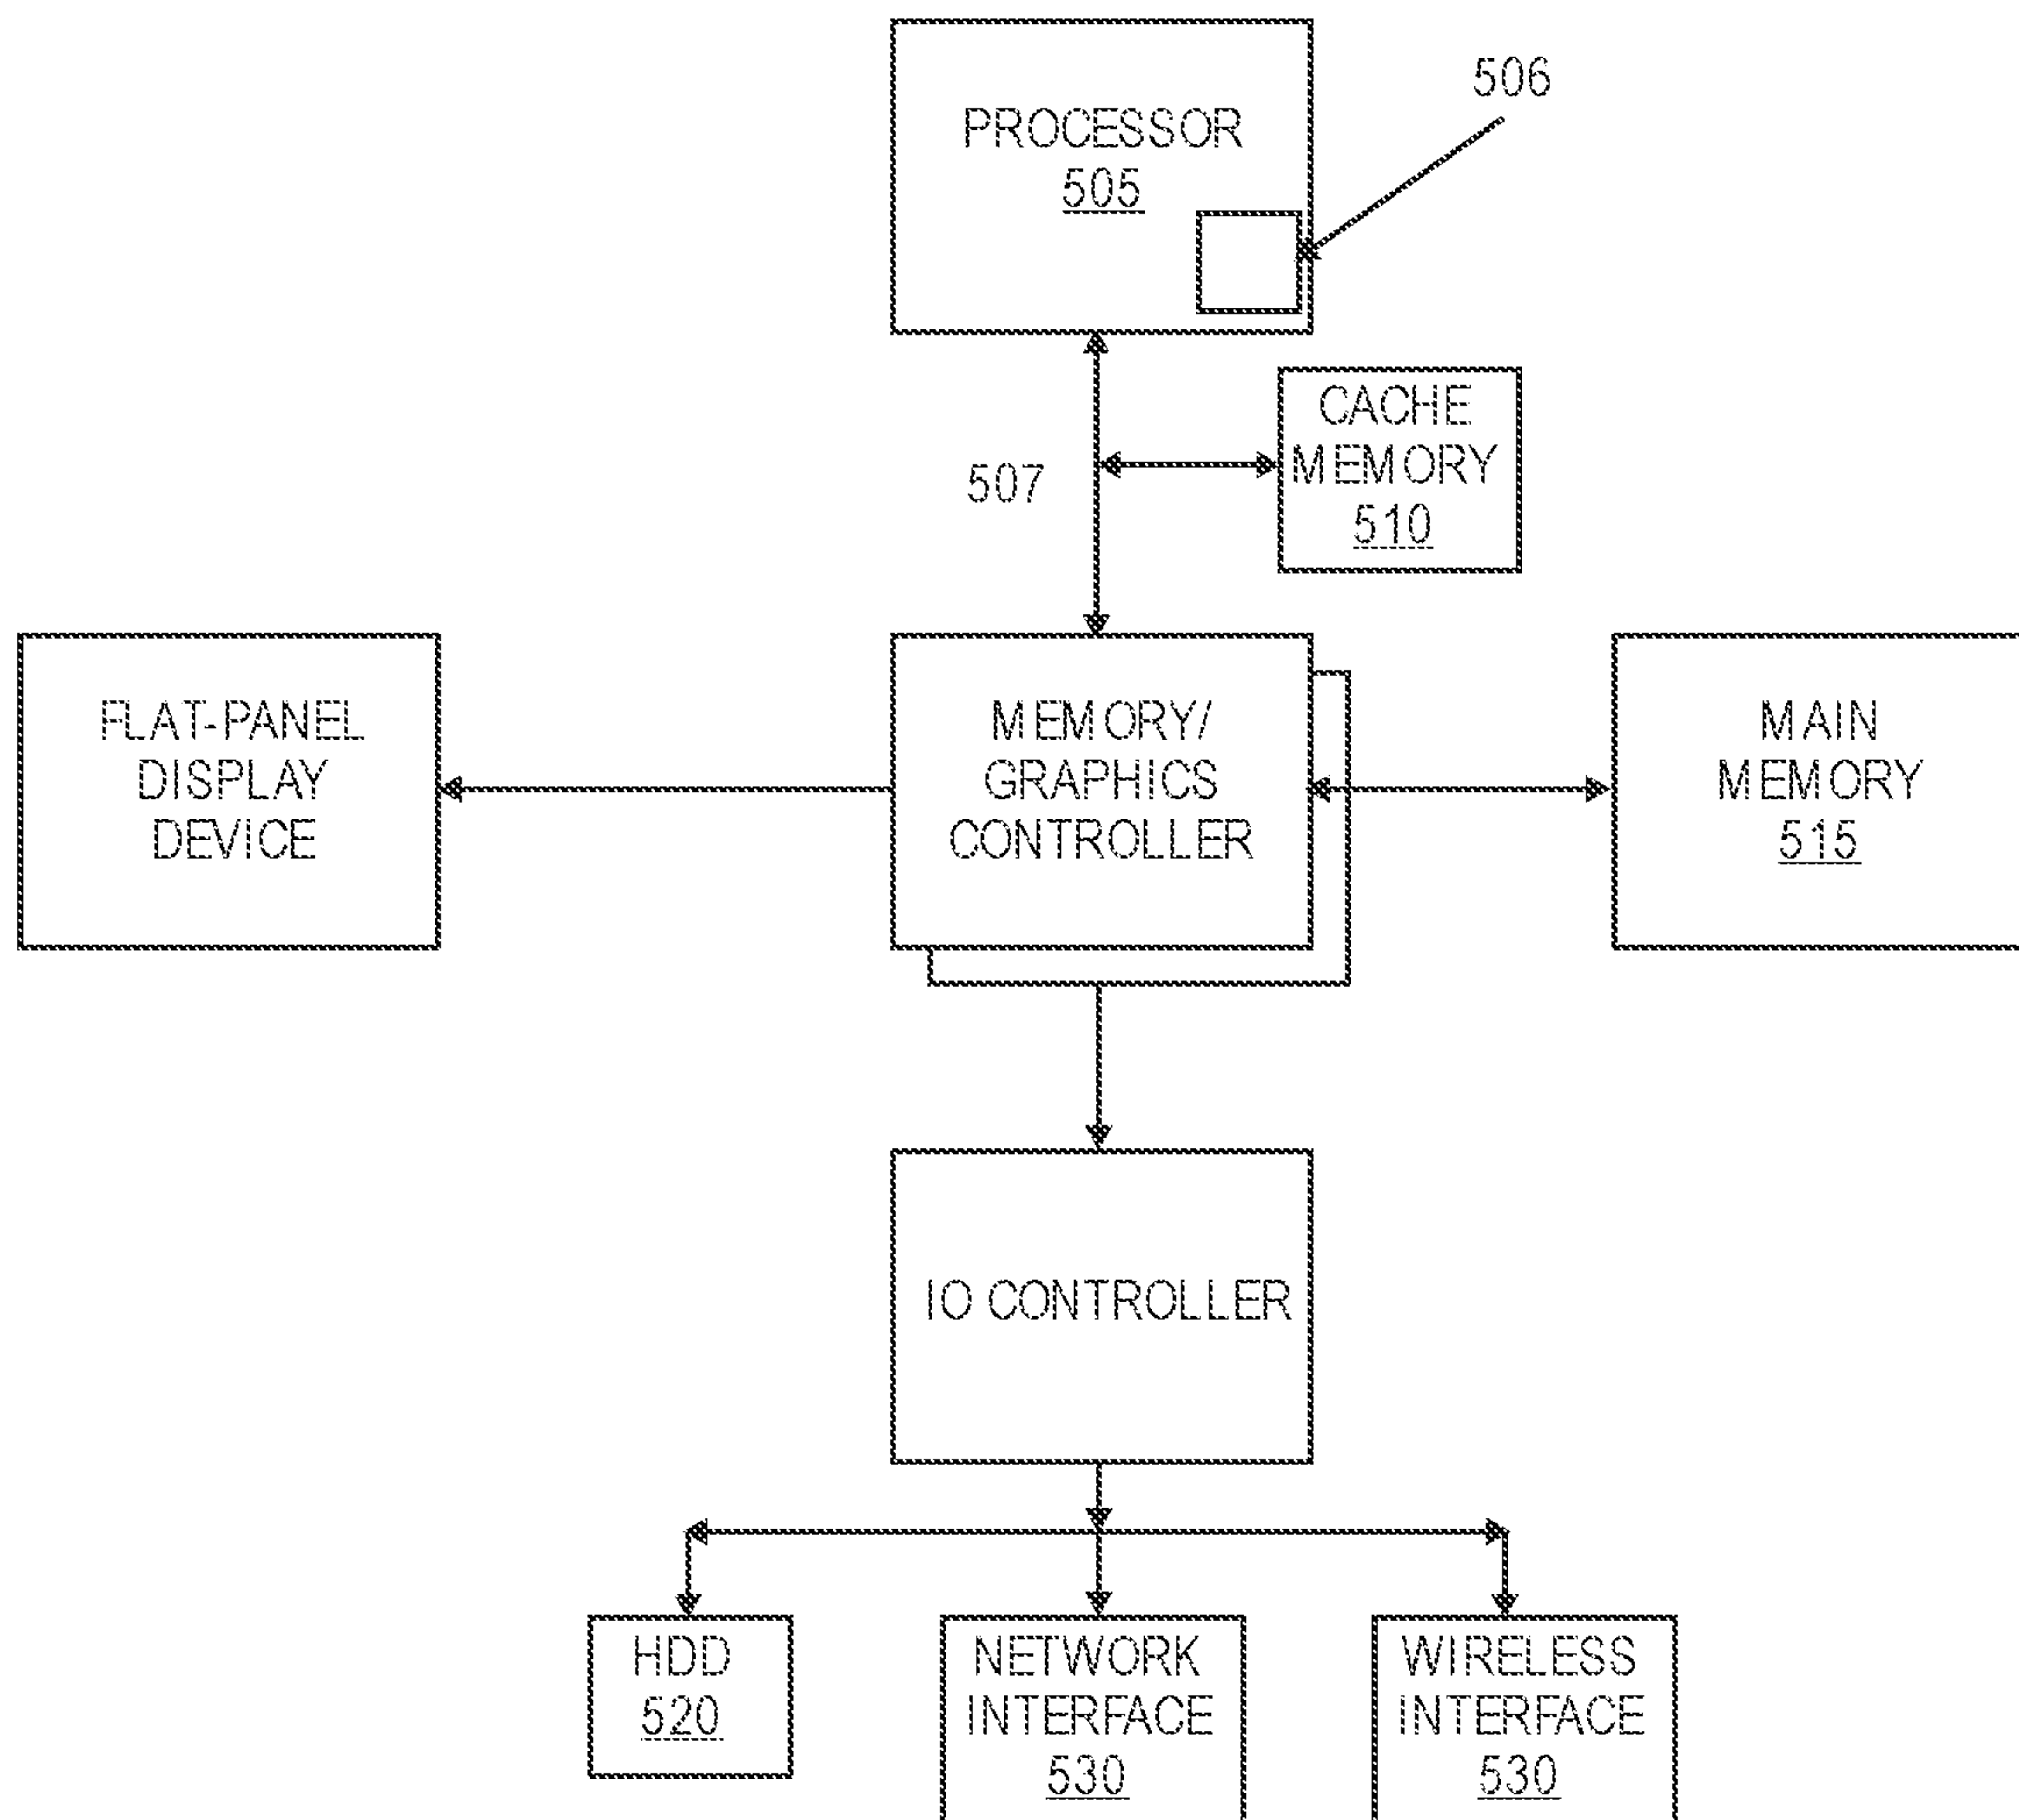 PROCESSOR
505
506
507
CACHE
MEMORY
510
FLAT-PANEL
DISPLAY
DEVICE
MEMORY/
GRAPHICS
CONTROLLER
MAIN
MEMORY
515
IO CONTROLLER
HDD
520
NETWORK
INTERFACE
530
WIRELESS
INTERFACE
530